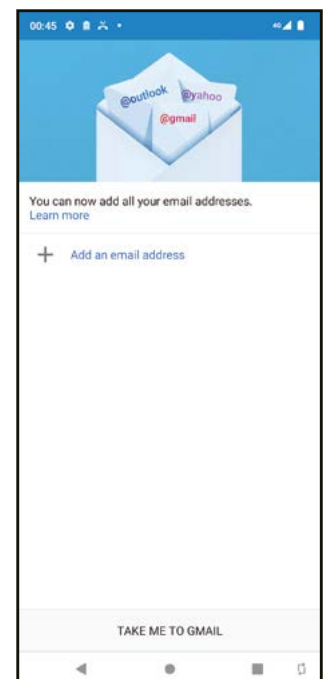 00:45
4G
@outlook @yahoo
@gmail
You can now add all your email addresses.
Learn more
Add an email address
TAKE ME TO GMAIL